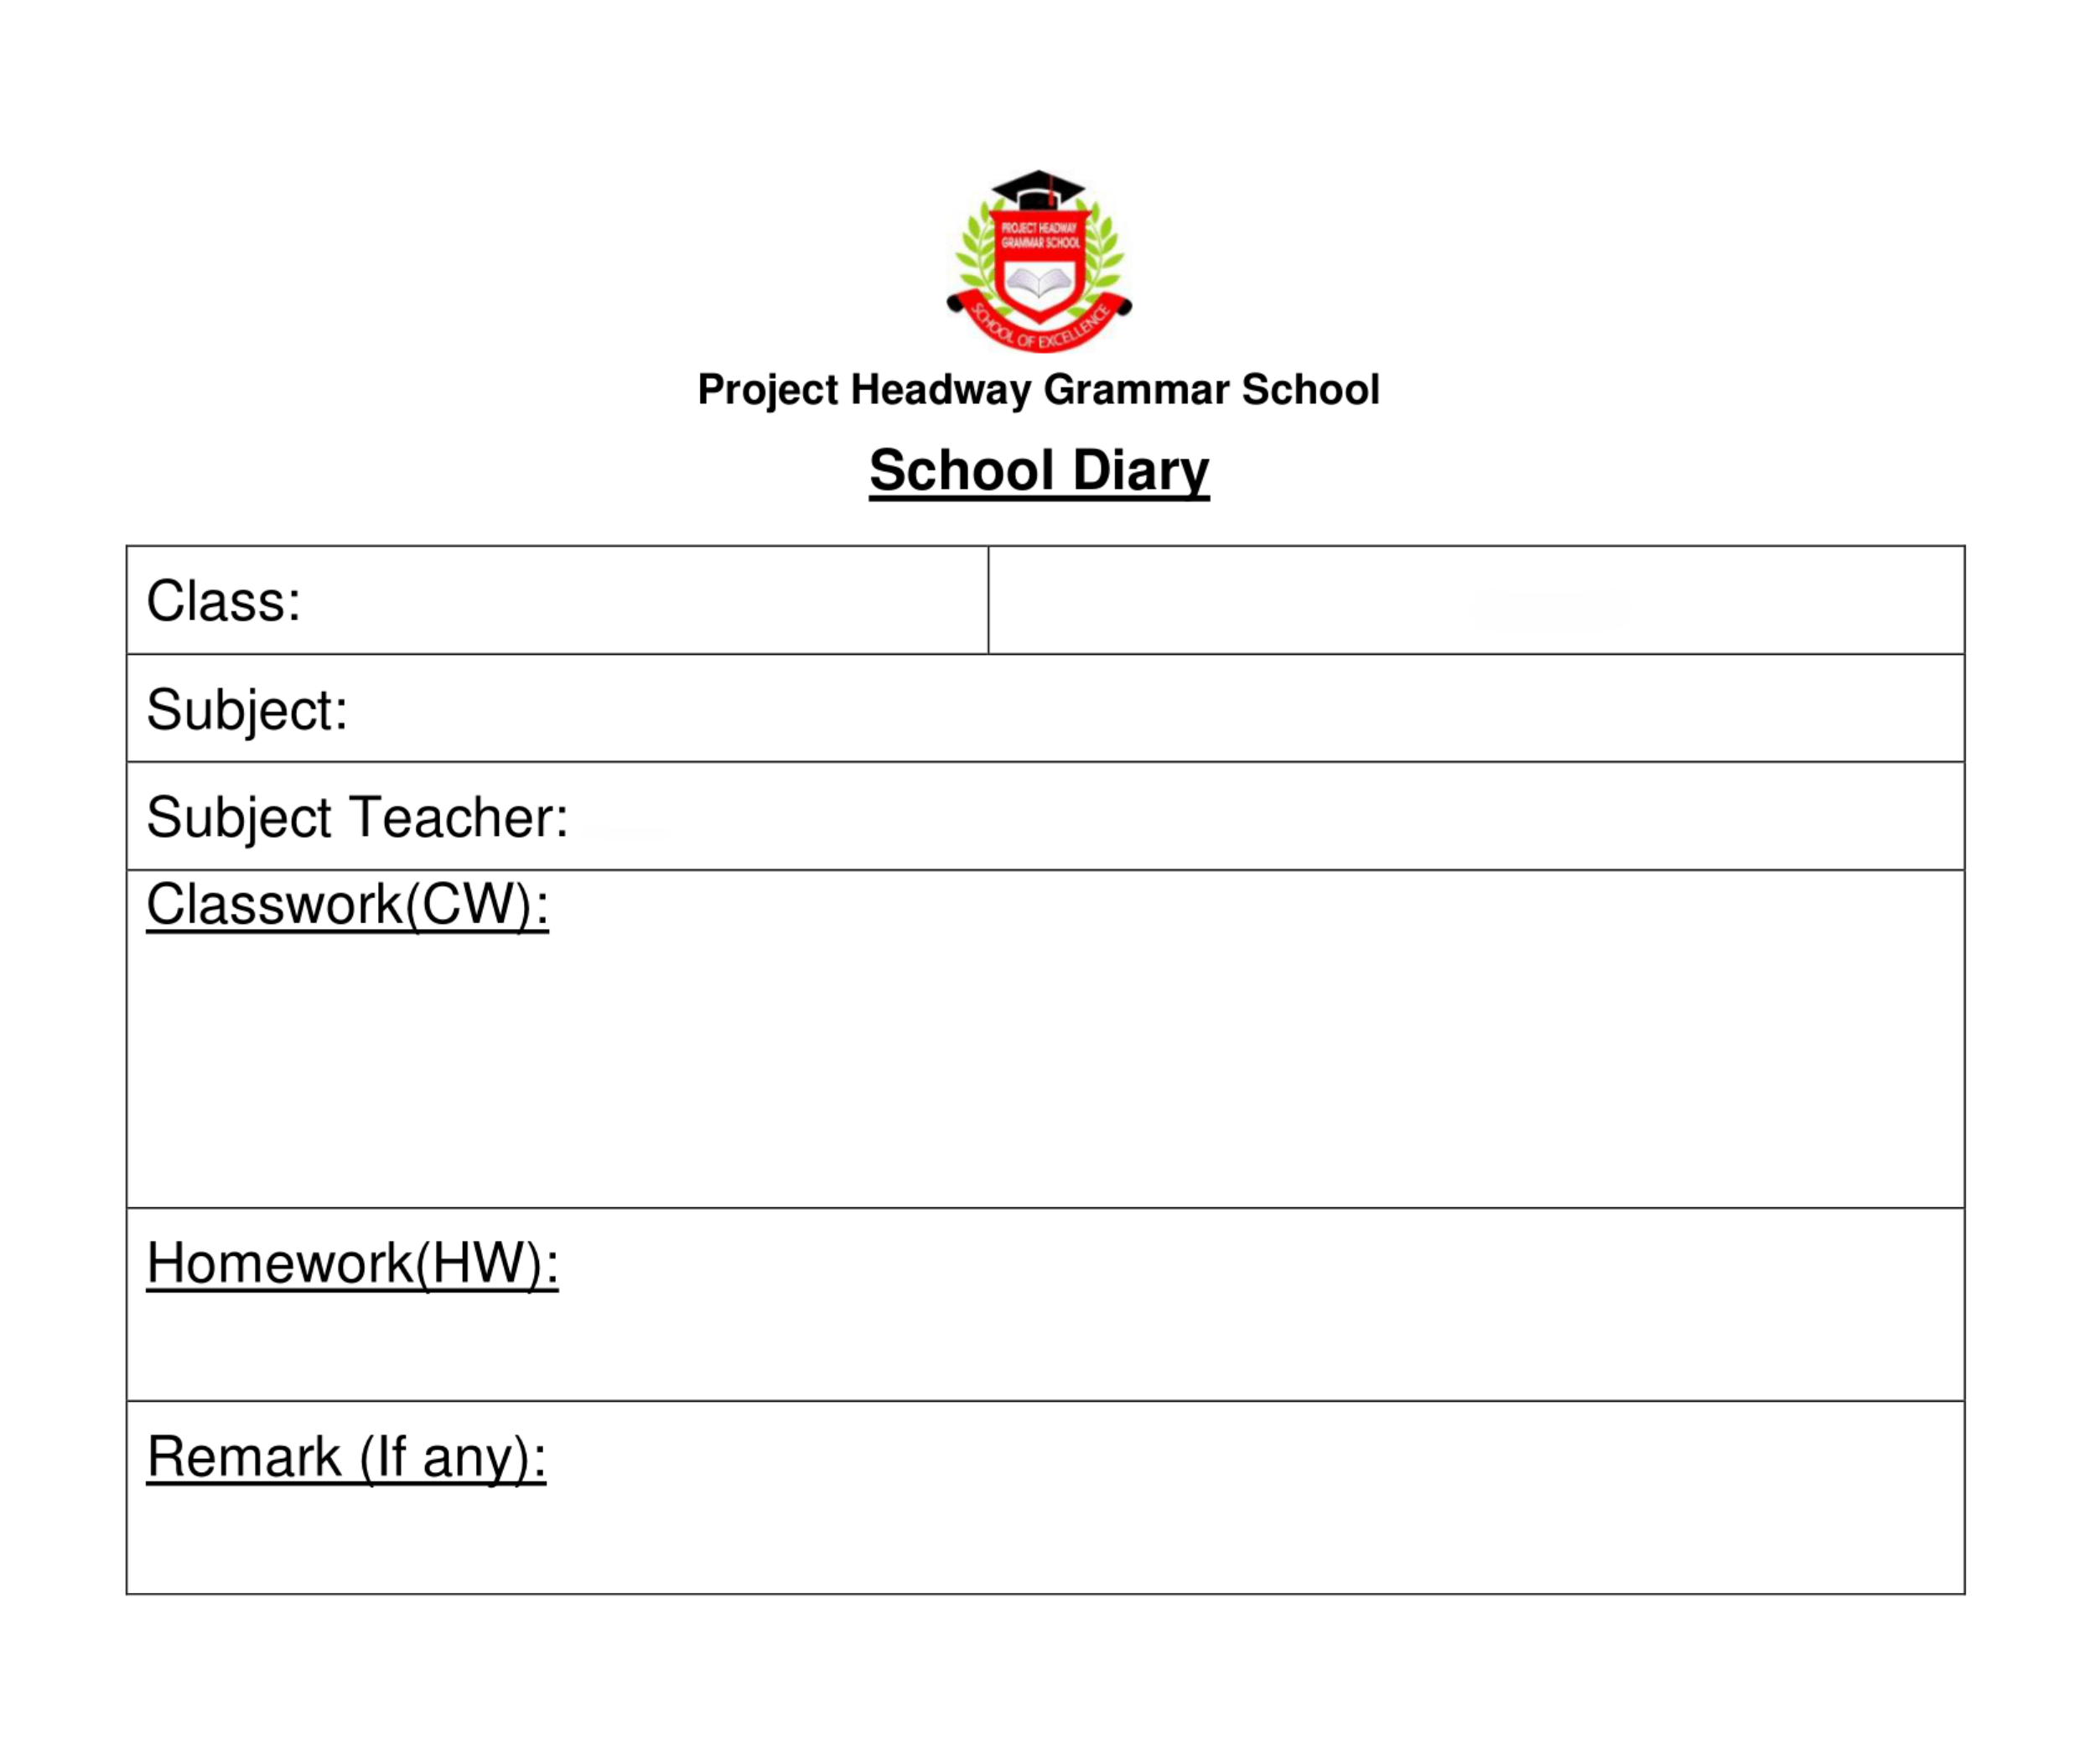 PROJECT HEADWAY
GRAMMAR SCHOOL
SCHOOL OF EXCELLENCE
Project Headway Grammar School
School Diary
Class:
Subject:
Subject Teacher:
Classwork(CW):
Homework(HW):
Remark (If any):